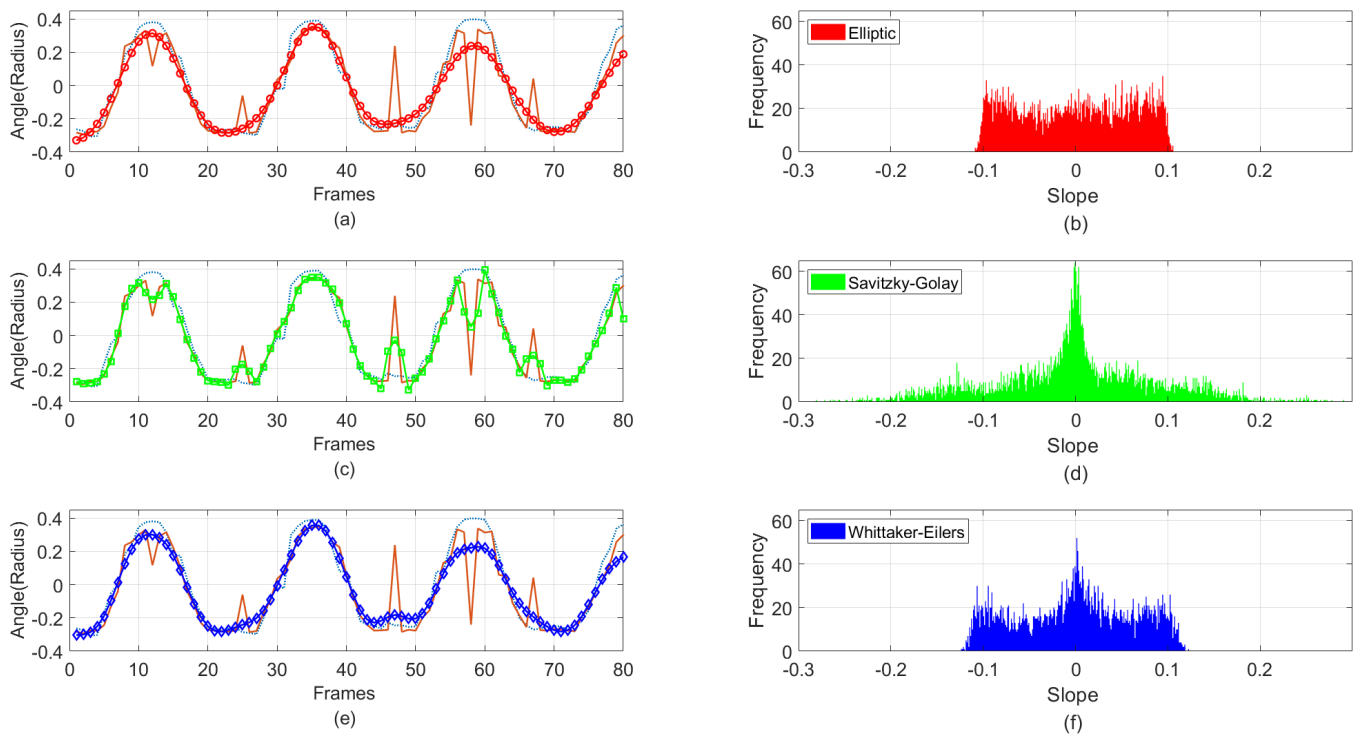 Angle(Radius)
0.4
0.2
0
-0.2
-0.4
0 10 20 30 40 50 60 70 80
Frames
(a)
Frequency
60
40
20
0
Elliptic
-0.3 -0.2 -0.1 0 0.1 0.2
Slope
(b)
Angle(Radius)
0.4
0.2
0
-0.2
-0.4
0 10 20 30 40 50 60 70 80
Frames
(c)
Frequency
60
40
20
0
Savitzky-Golay
-0.3 -0.2 -0.1 0 0.1 0.2
Slope
(d)
Angle(Radius)
0.4
0.2
0
-0.2
-0.4
0 10 20 30 40 50 60 70 80
Frames
(e)
Frequency
60
40
20
0
Whittaker-Eilers
-0.3 -0.2 -0.1 0 0.1 0.2
Slope
(f)